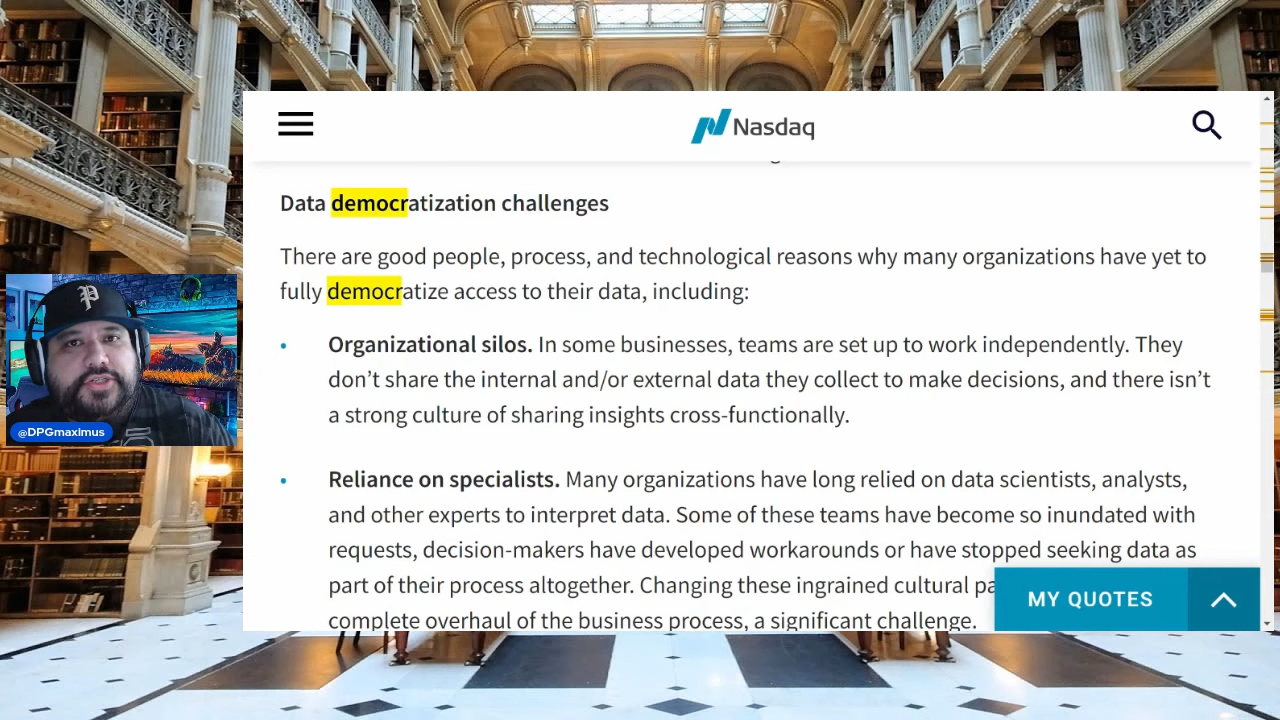 Nasdaq
Data democratization challenges
There are good people, process, and technological reasons why many organizations have yet to
fully democratize access to their data, including:
• Organizational silos. In some businesses, teams are set up to work independently. They
don’t share the internal and/or external data they collect to make decisions, and there isn’t
a strong culture of sharing insights cross-functionally.
• Reliance on specialists. Many organizations have long relied on data scientists, analysts,
and other experts to interpret data. Some of these teams have become so inundated with
requests, decision-makers have developed workarounds or have stopped seeking data as
part of their process altogether. Changing these ingrained cultural pa
complete overhaul of the business process, a significant challenge.
MY QUOTES
P
@DPGmaximus